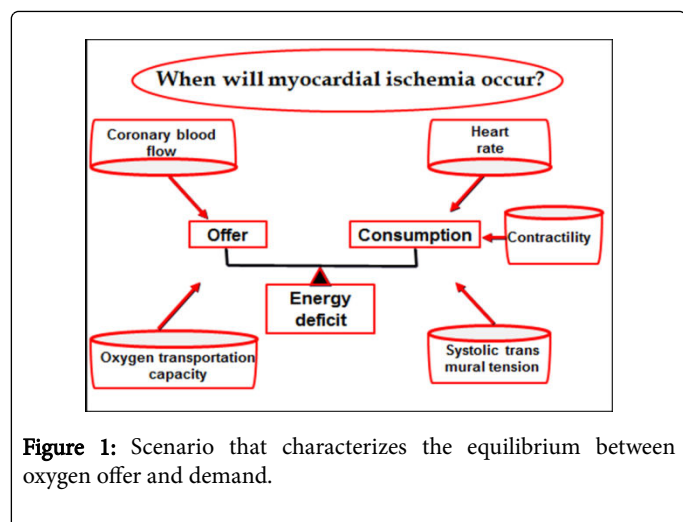 When will myocardial ischemia occur?
Coronary blood
flow
Heart
rate
Offer
Consumption
Contractility
Energy
deficit
Oxygen transportation
capacity
Systolic trans
mural tension
Figure 1: Scenario that characterizes the equilibrium between
oxygen offer and demand.